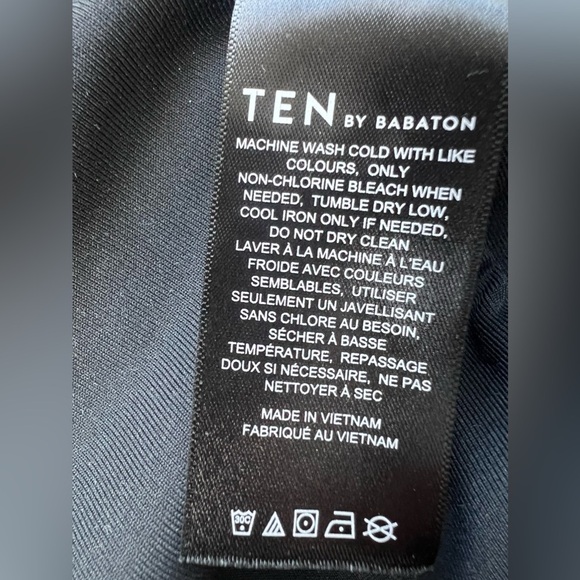 TEN BY BABATON
MACHINE WASH COLD WITH LIKE
COLOURS, ONLY
NON-CHLORINE BLEACH WHEN
NEEDED, TUMBLE DRY LOW,
COOL IRON ONLY IF NEEDED,
DO NOT DRY CLEAN
LAVER À LA MACHINE À L'EAU
FROIDE AVEC COULEURS
SEMBLABLES, UTILISER
SEULEMENT UN JAVELLISANT
SANS CHLORE AU BESOIN,
SÉCHER À BASSE
TEMPÉRATURE, REPASSAGE
DOUX SI NÉCESSAIRE, NE PAS
NETTOYER À SEC
MADE IN VIETNAM
FABRIQUÉ AU VIETNAM
30C